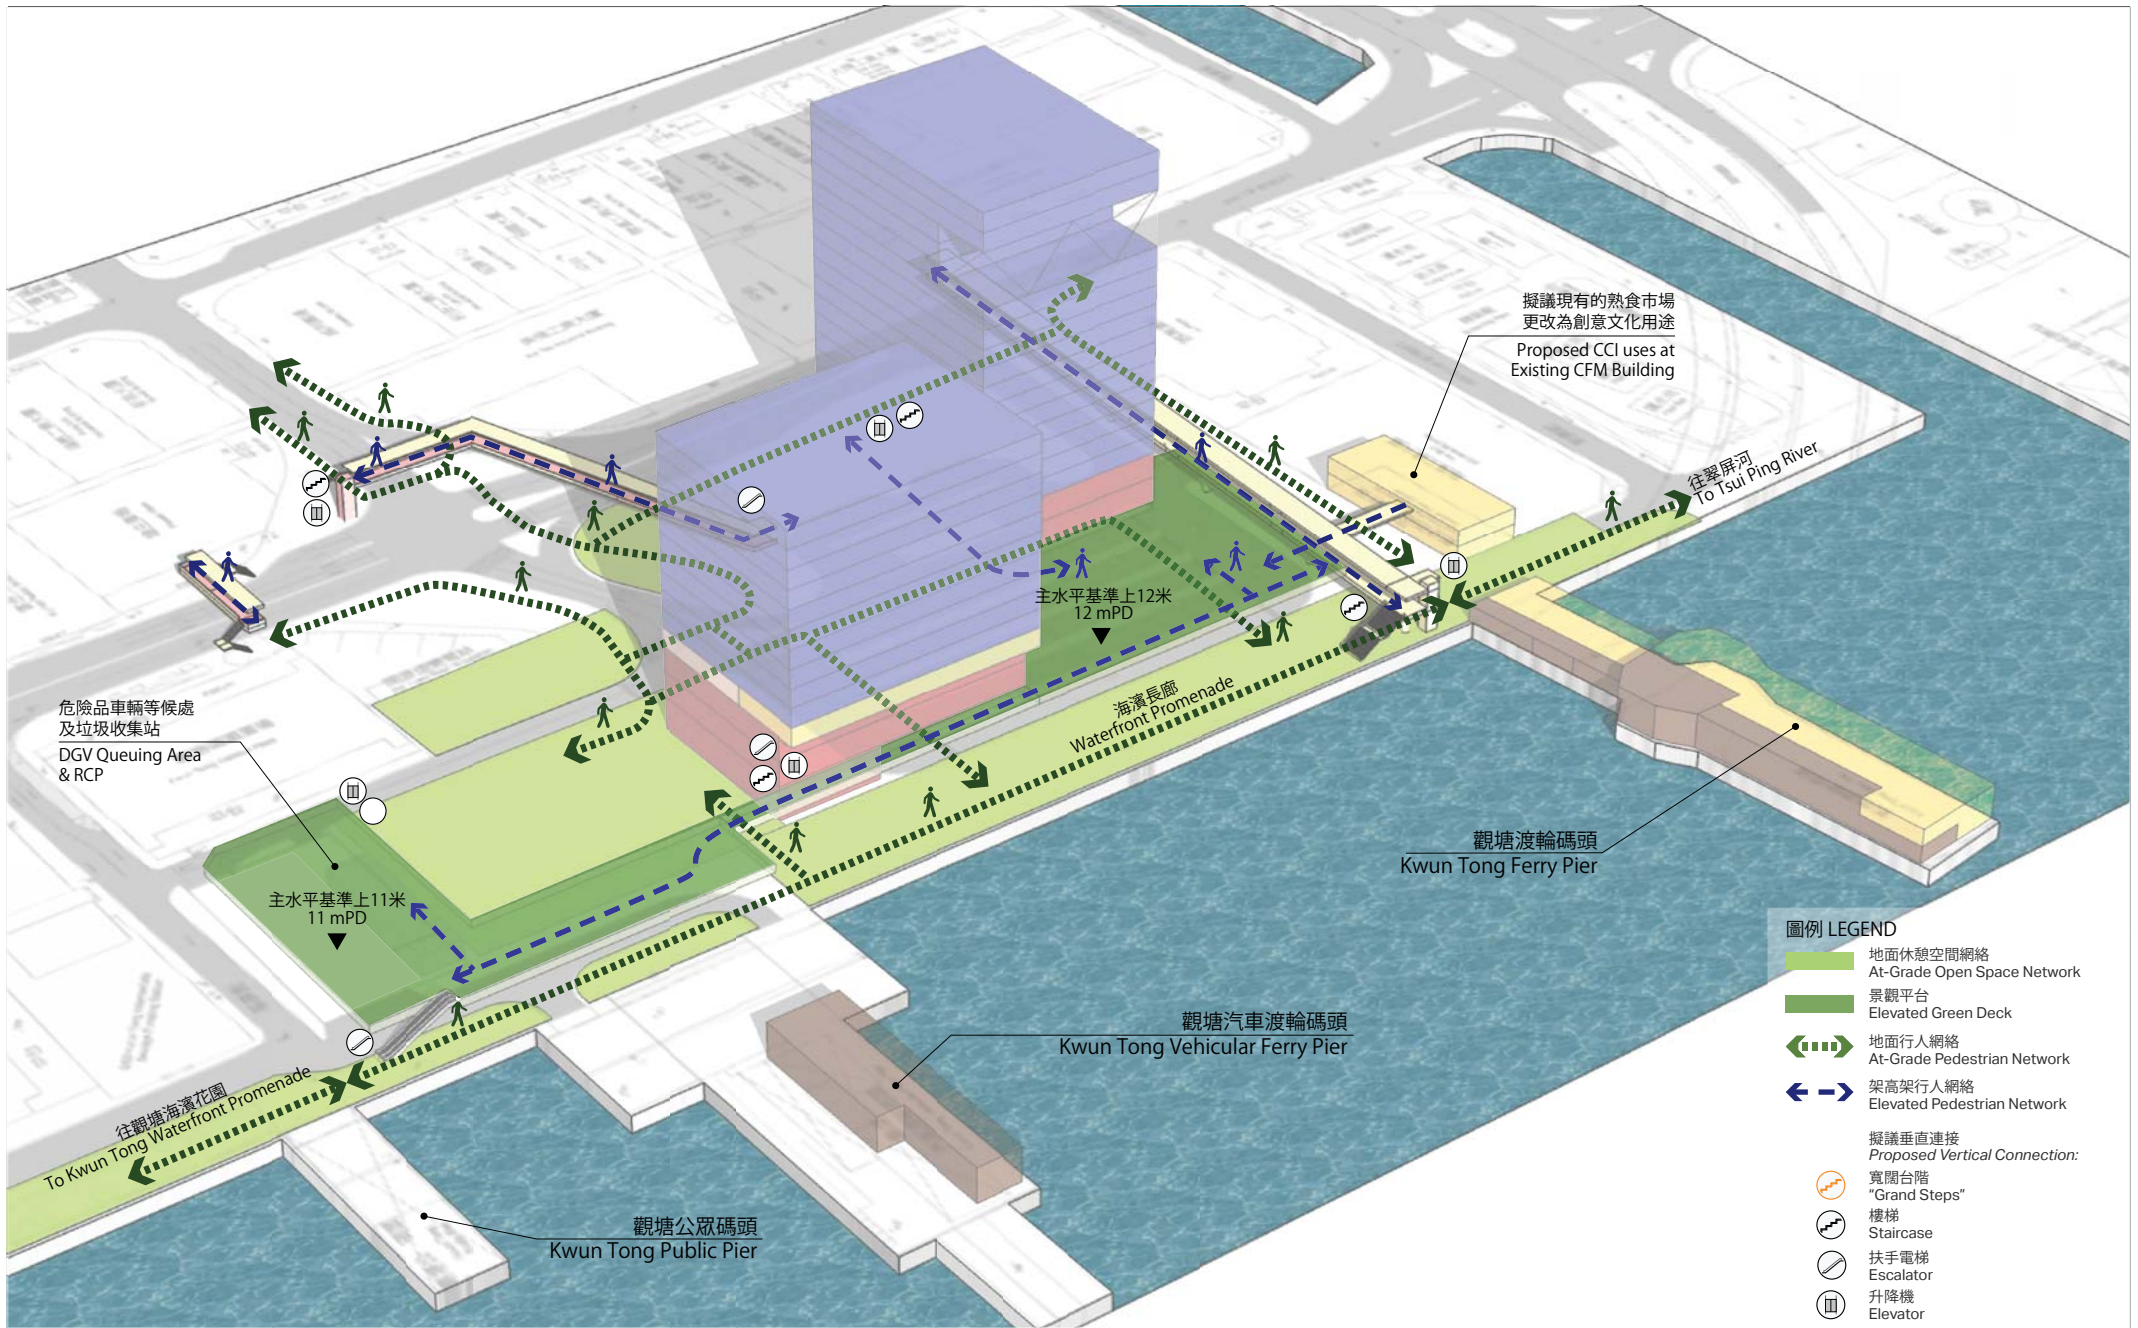 擬議現有的熟食市場
更改為創意文化用途
Proposed CCI uses at
Existing CFM Building
往翠屏河
To Tsui Ping River
主水平基準上12米
12 mPD
海濱長廊
Waterfront Promenade
危險品車輛等候處
及垃圾收集站
DGV Queuing Area
& RCP
主水平基準上11米
11 mPD
觀塘渡輪碼頭
Kwun Tong Ferry Pier
觀塘汽車渡輪碼頭
Kwun Tong Vehicular Ferry Pier
往觀塘海濱花園
To Kwun Tong Waterfront Promenade
觀塘公眾碼頭
Kwun Tong Public Pier
圖例 LEGEND
地面休憩空間網絡
At-Grade Open Space Network
景觀平台
Elevated Green Deck
地面行人網絡
At-Grade Pedestrian Network
架高架行人網絡
Elevated Pedestrian Network
擬議垂直連接
Proposed Vertical Connection:
寬闊台階
"Grand Steps"
樓梯
Staircase
扶手電梯
Escalator
升降機
Elevator